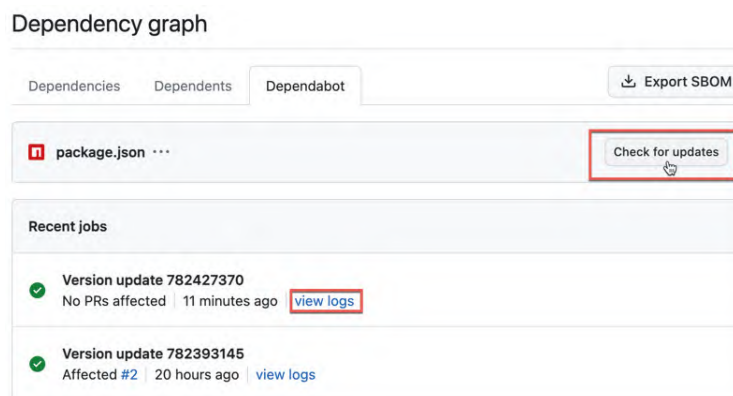 Dependency graph
Dependencies Dependents Dependabot Export SBOM
package.json ··· Check for updates
Recent jobs
Version update 782427370
No PRs affected 11 minutes ago view logs
Version update 782393145
Affected #2 20 hours ago view logs